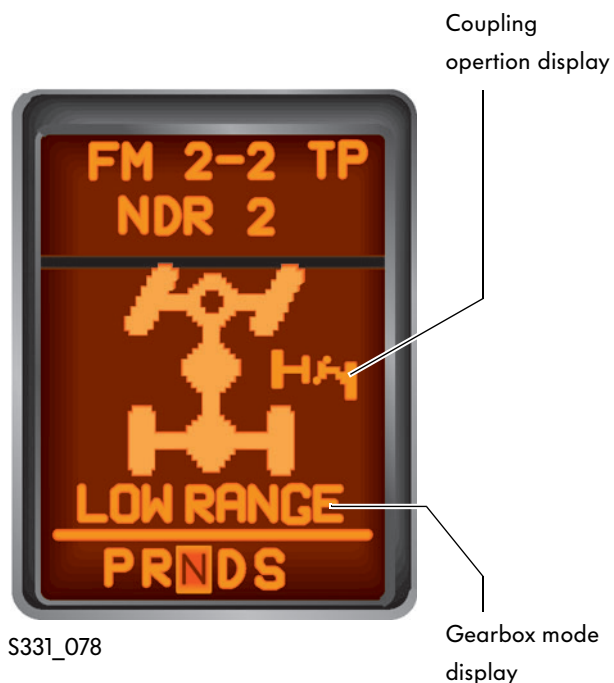 Coupling
opertion display
FM 2-2 TP
NDR 2
LOW RANGE
PRNDS
S331_078
Gearbox mode
display